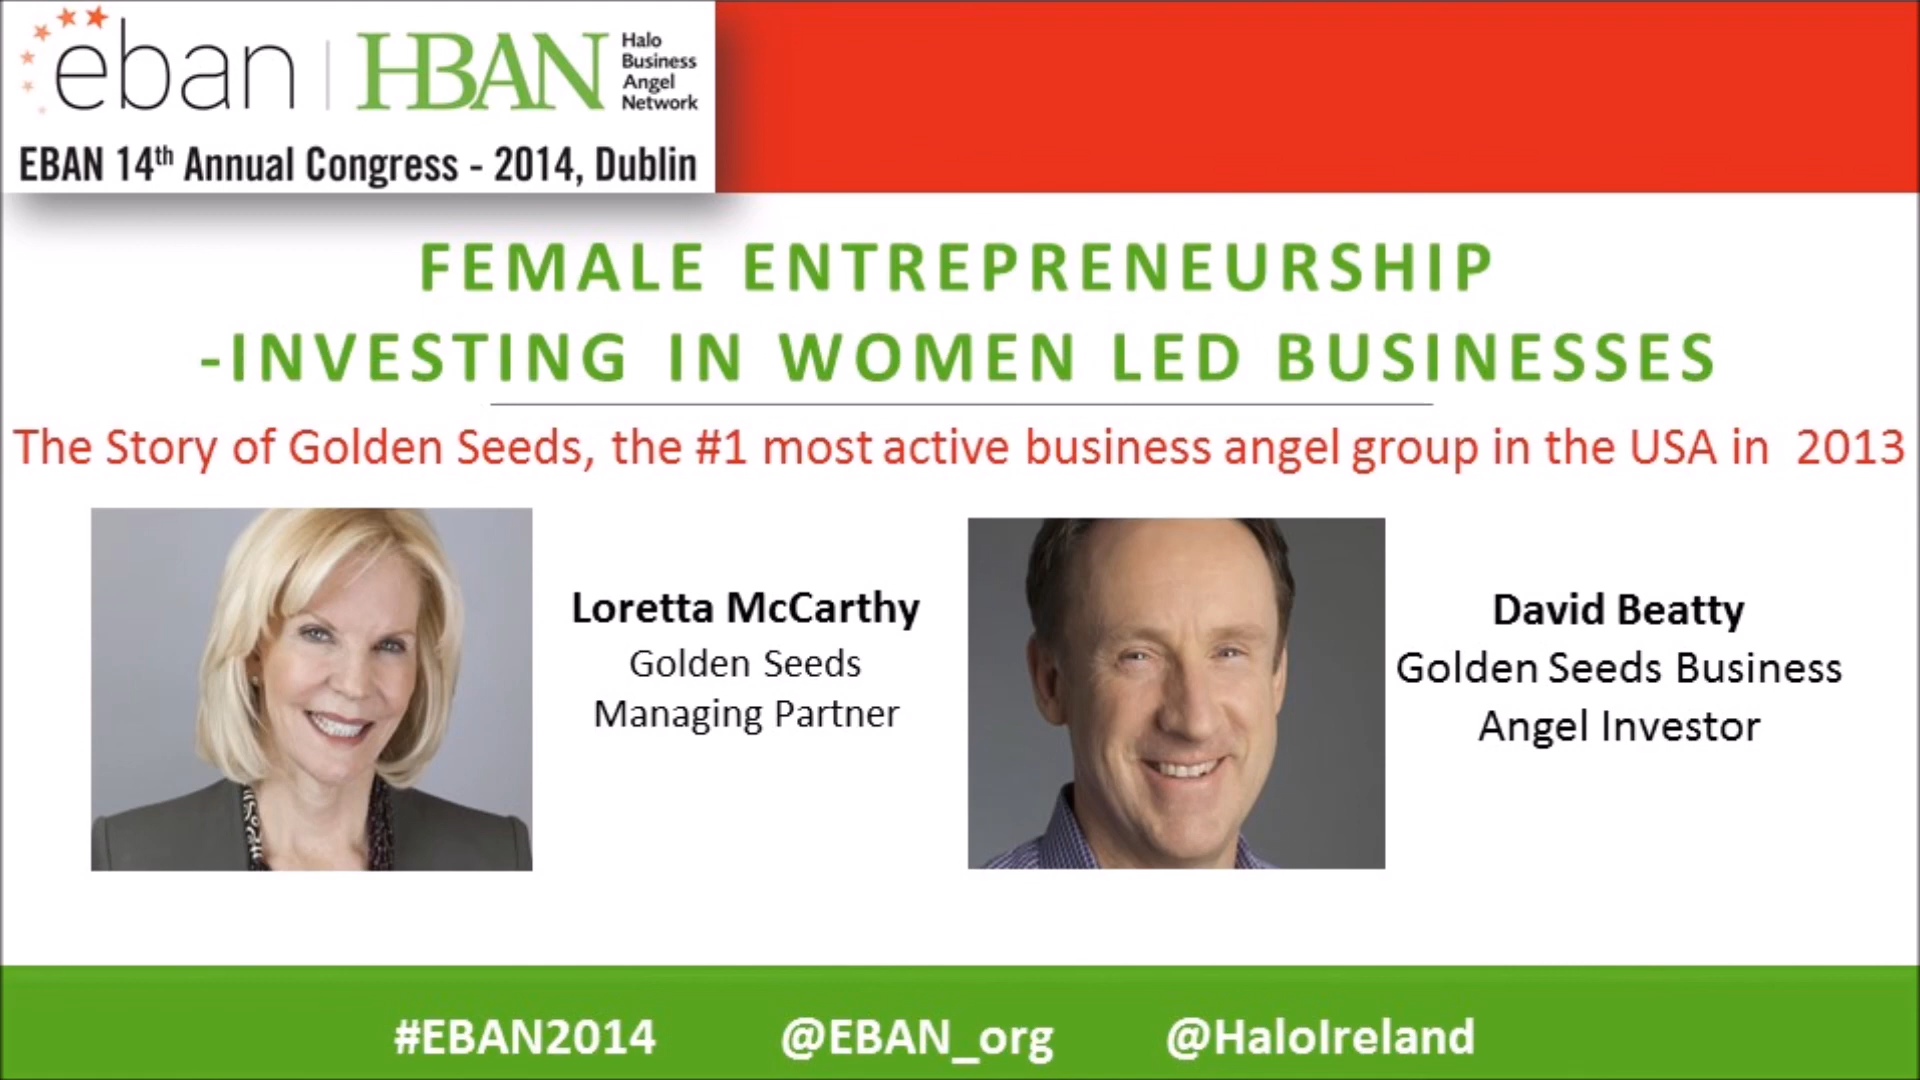 eban | HBAN Halo
Business
Angel
Network
EBAN 14th Annual Congress - 2014, Dublin
FEMALE ENTREPRENEURSHIP
-INVESTING IN WOMEN LED BUSINESSES
The Story of Golden Seeds, the #1 most active business angel group in the USA in 2013
Loretta McCarthy
Golden Seeds
Managing Partner
David Beatty
Golden Seeds Business
Angel Investor
#EBAN2014 @EBAN_org @HaloIreland